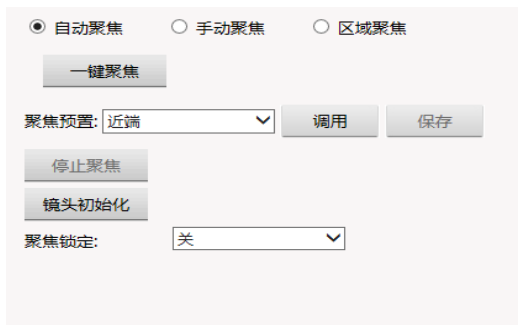 自动聚焦 手动聚焦 区域聚焦
一键聚焦
聚焦预置: 近端 调用 保存
停止聚焦
镜头初始化
聚焦锁定: 关